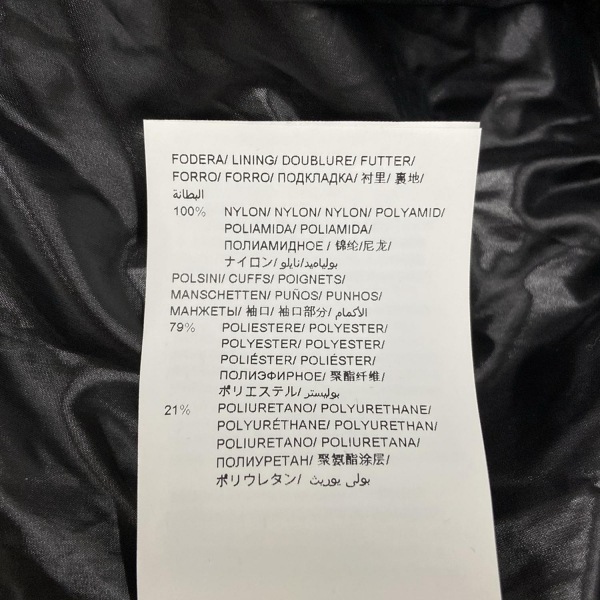 FODERA/ LINING/ DOUBLURE/ FUTTER/
FORRO/ FORRO/ ПОДКЛАДКА/ 衬里/ 裏地/
البطانة
100% NYLON/ NYLON/ NYLON/ POLYAMID/
POLIAMIDA/ POLIAMIDA/
ПОЛИАМИДНОЕ / 锦纶/尼龙/
ナイロン/ بولياميد/نايلو
POLSINI/ CUFFS/ POIGNETS/
MANSCHETTEN/ PUÑOS/ PUNHOS/
МАНЖЕТЫ/ 袖口/ 袖口部分/ الأكمام
79% POLIESTERE/ POLYESTER/
POLYESTER/ POLYESTER/
POLIÉSTER/ POLIÉSTER/
ПОЛИЭФИРНОЕ/ 聚酯纤维/
ポリエステル/ بوليستر
21% POLIURETANO/ POLYURETHANE/
POLYURÉTHANE/ POLYURETHAN/
POLIURETANO/ POLIURETANA/
ПОЛИУРЕТАН/ 聚氨酯涂层/
ポリウレタン/ بولي يوريث